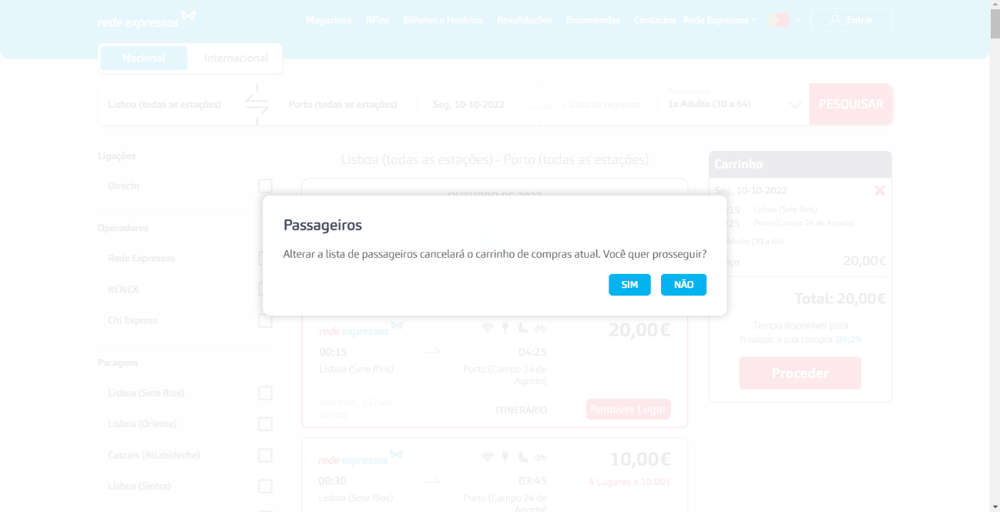 rede expressos
Magazines RFlex Bilhetes e Horários Revalidações Encomendas Contactos Rede Expressos
Entrar
Nacional Internacional
Lisboa (todas as estações) Porto (todas as estações) Seg, 10-10-2022 + Data de regresso
Passageiros
1x Adulto (30 a 64)
PESQUISAR
Ligações
Directo
Operadores
Rede Expressos
RENEX
Citi Express
Paragens
Lisboa (Sete Rios)
Lisboa (Oriente)
Cascais (Alcabideche)
Lisboa (Sintra)
Lisboa (todas as estações) - Porto (todas as estações)
OUTUBRO DE 2022
Passageiros
Alterar a lista de passageiros cancelará o carrinho de compras atual. Você quer prosseguir?
SIM NÃO
rede expressos
20,00€
00:15 04:25
Lisboa (Sete Rios) Porto (Campo 24 de
Agosto)
04h 10m, 332km
directo
ITINERÁRIO
Remover Lugar
rede expressos
10,00€
00:30 03:45
4 Lugares a 10.00€
Lisboa (Sete Rios) Porto (Campo 24 de
Agosto)
Carrinho
Seg, 10-10-2022
:15 Lisboa (Sete Rios)
:25 Porto (Campo 24 de Agosto)
Adulto (30 a 64)
ço 20,00€
Total: 20,00€
Tempo disponível para
finalizar a sua compra 09:29
Proceder